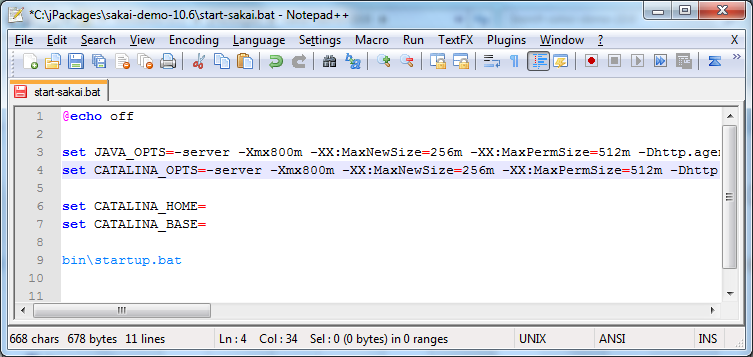 *C:\jPackages\sakai-demo-10.6\start-sakai.bat - Notepad++
File Edit Search View Encoding Language Settings Macro Run TextFX Plugins Window ? X
start-sakai.bat
1 @echo off
2
3 set JAVA_OPTS=-server -Xmx800m -XX:MaxNewSize=256m -XX:MaxPermSize=512m -Dhttp.agen
4 set CATALINA_OPTS=-server -Xmx800m -XX:MaxNewSize=256m -XX:MaxPermSize=512m -Dhttp
5
6 set CATALINA_HOME=
7 set CATALINA_BASE=
8
9 bin\startup.bat
10
11
668 chars 678 bytes 11 lines Ln : 4 Col : 34 Sel : 0 (0 bytes) in 0 ranges UNIX ANSI INS